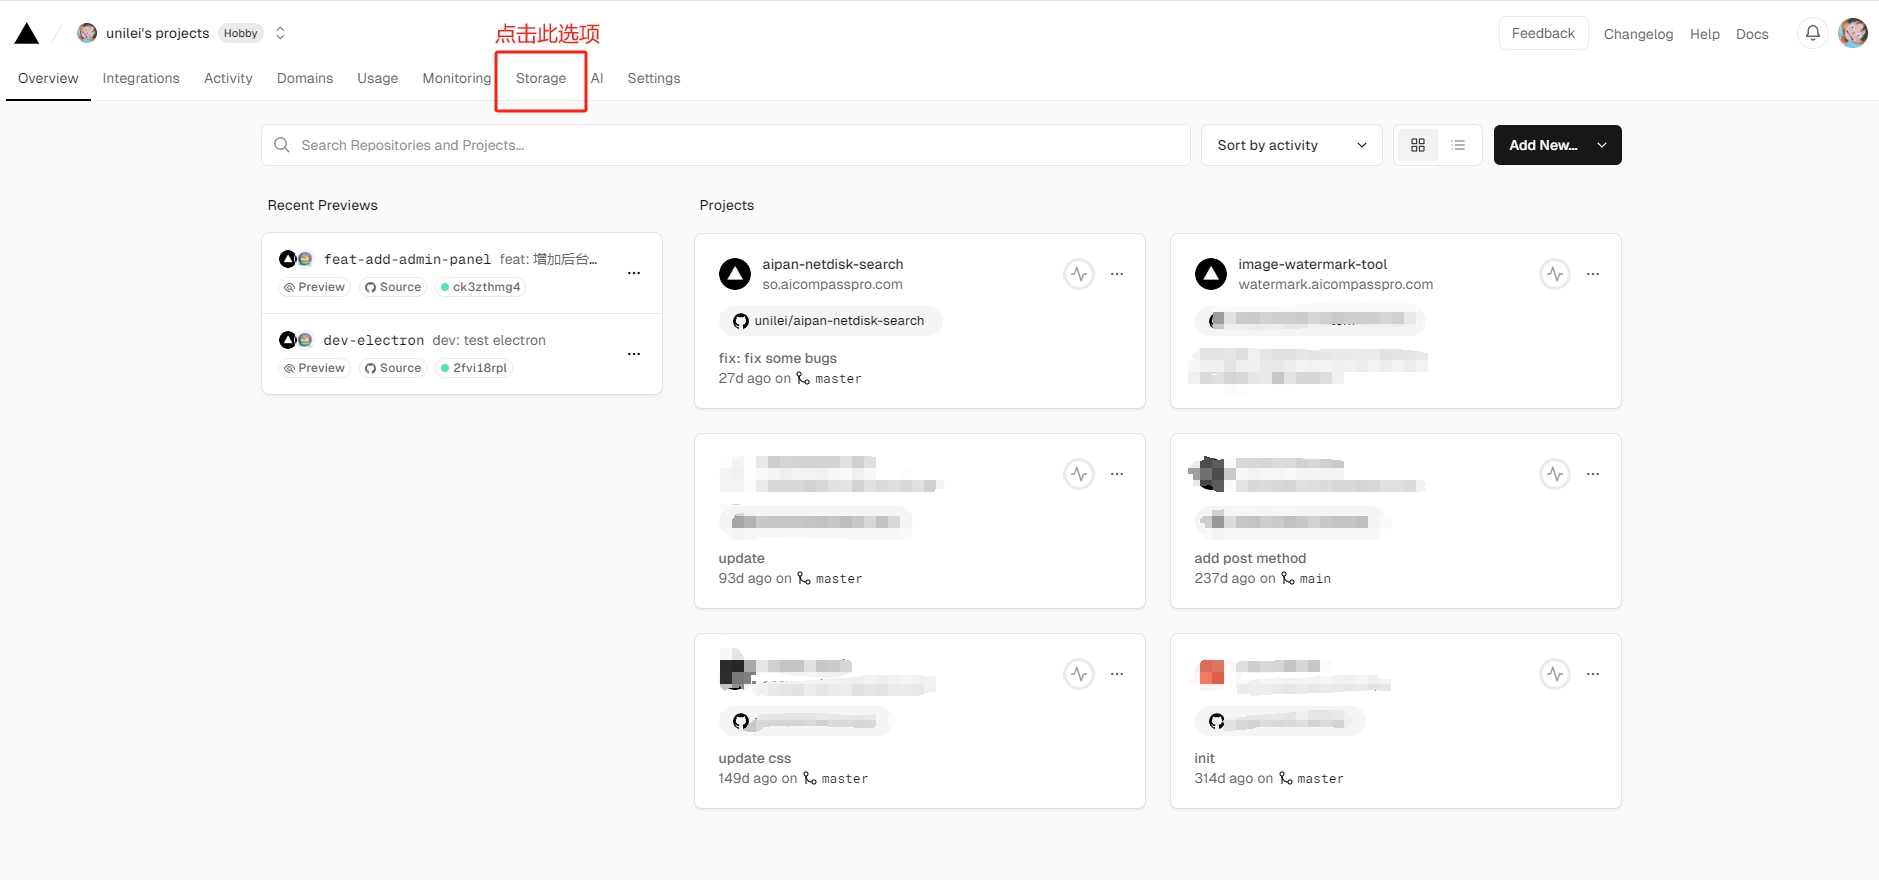 unilei's projects Hobby
点击此选项
Feedback Changelog Help Docs
Overview Integrations Activity Domains Usage Monitoring Storage AI Settings
Search Repositories and Projects...
Sort by activity
Add New...
Recent Previews
feat-add-admin-panel feat: 增加后台...
Preview Source ck3zthmg4
dev-electron dev: test electron
Preview Source 2fvi18rpl
Projects
aipan-netdisk-search
so.aicompasspro.com
unilei/aipan-netdisk-search
fix: fix some bugs
27d ago on master
image-watermark-tool
watermark.aicompasspro.com
update
93d ago on master
add post method
237d ago on main
update css
149d ago on master
init
314d ago on master